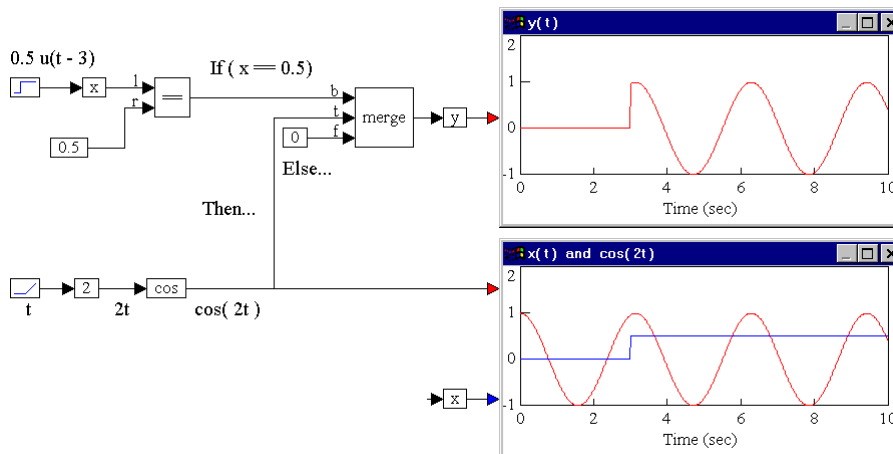 0.5 u(t - 3)
x
l
r
==
0.5
If ( x == 0.5)
b
t
f
merge
0
Else...
Then...
y
t
2
2t
cos
cos( 2t )
x
y(t)
2
1
0
-1
0 2 4 6 8 10
Time (sec)
x(t) and cos(2t)
2
1
0
-1
0 2 4 6 8 10
Time (sec)